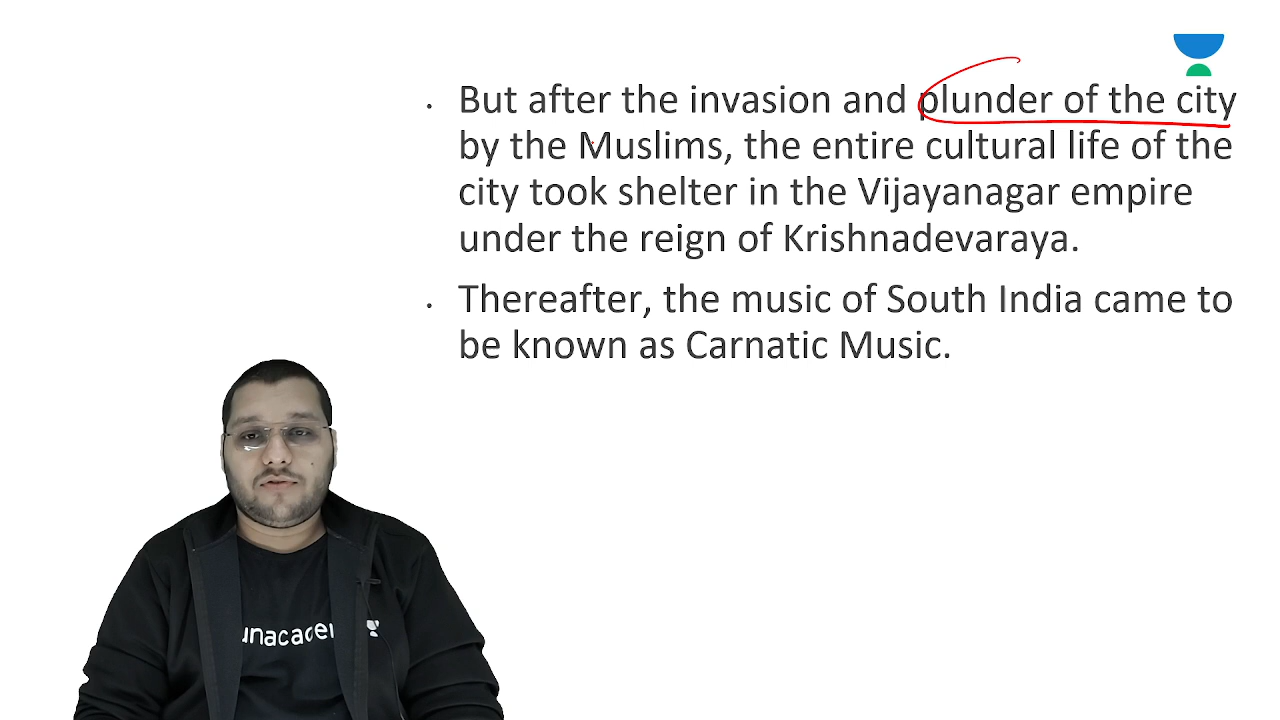 • But after the invasion and plunder of the city
by the Muslims, the entire cultural life of the
city took shelter in the Vijayanagar empire
under the reign of Krishnadevaraya.
• Thereafter, the music of South India came to
be known as Carnatic Music.
unacade